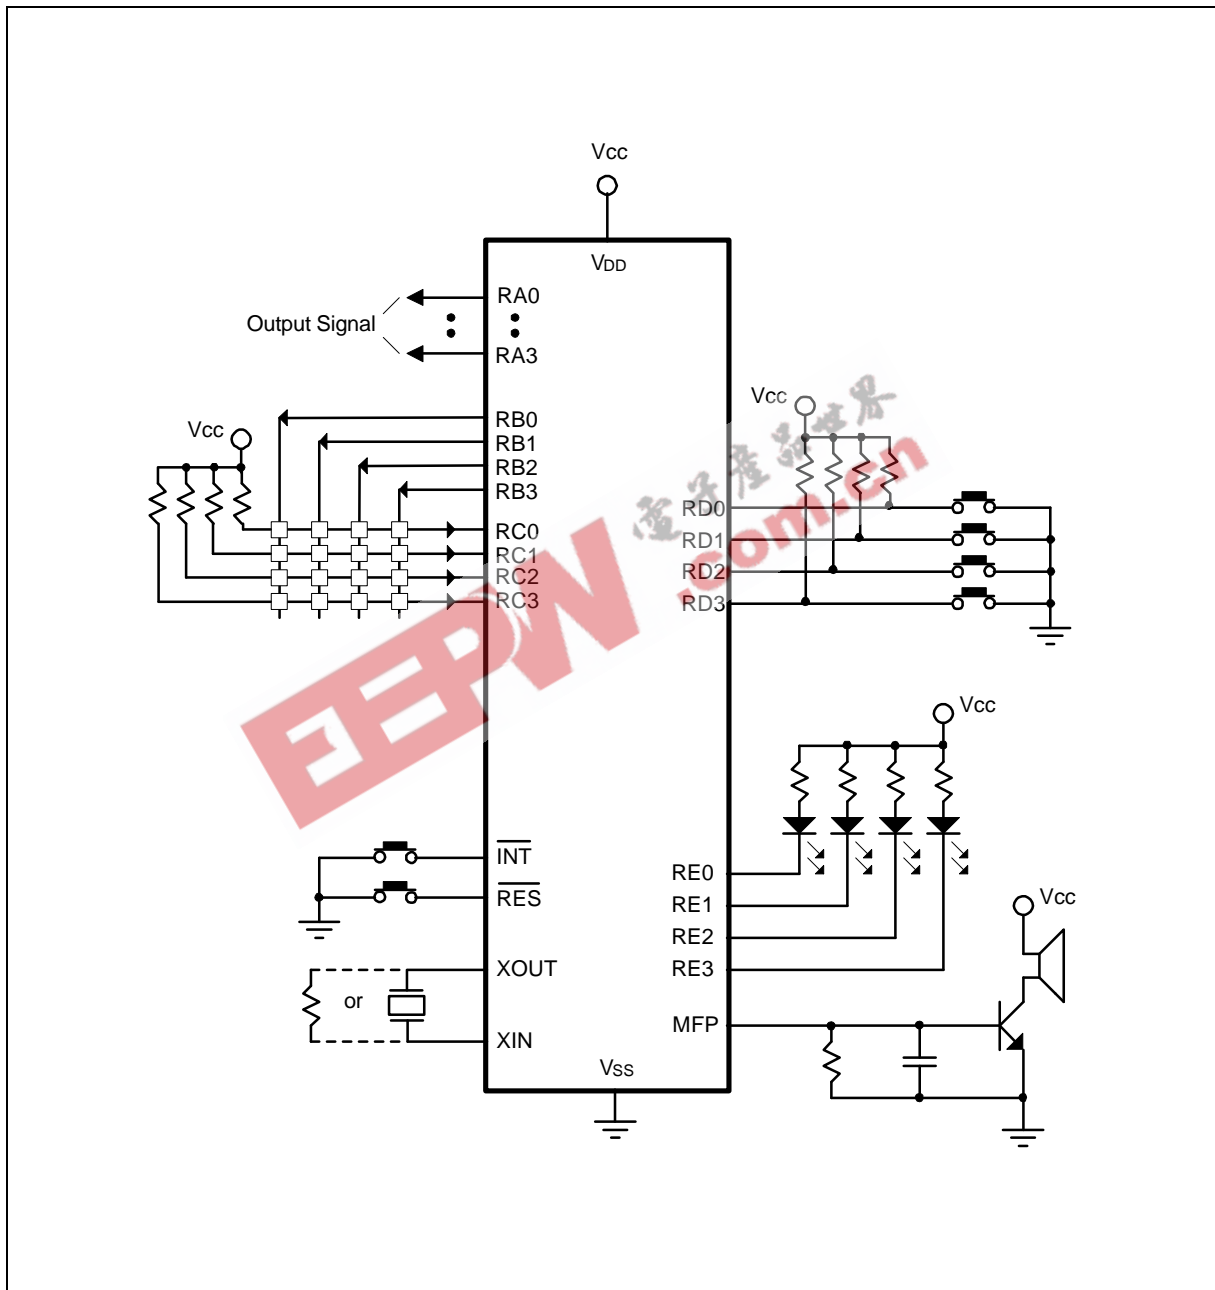 Vcc
VDD
RA0
Output Signal
RA3
Vcc
RB0
RB1
RB2
RB3
RC0
RC1
RC2
RC3
Vcc
RD0
RD1
RD2
RD3
電子產品世界
.com.cn
EEPW
Vcc
INT
RES
RE0
RE1
RE2
RE3
Vcc
XOUT
or
XIN
MFP
VSS